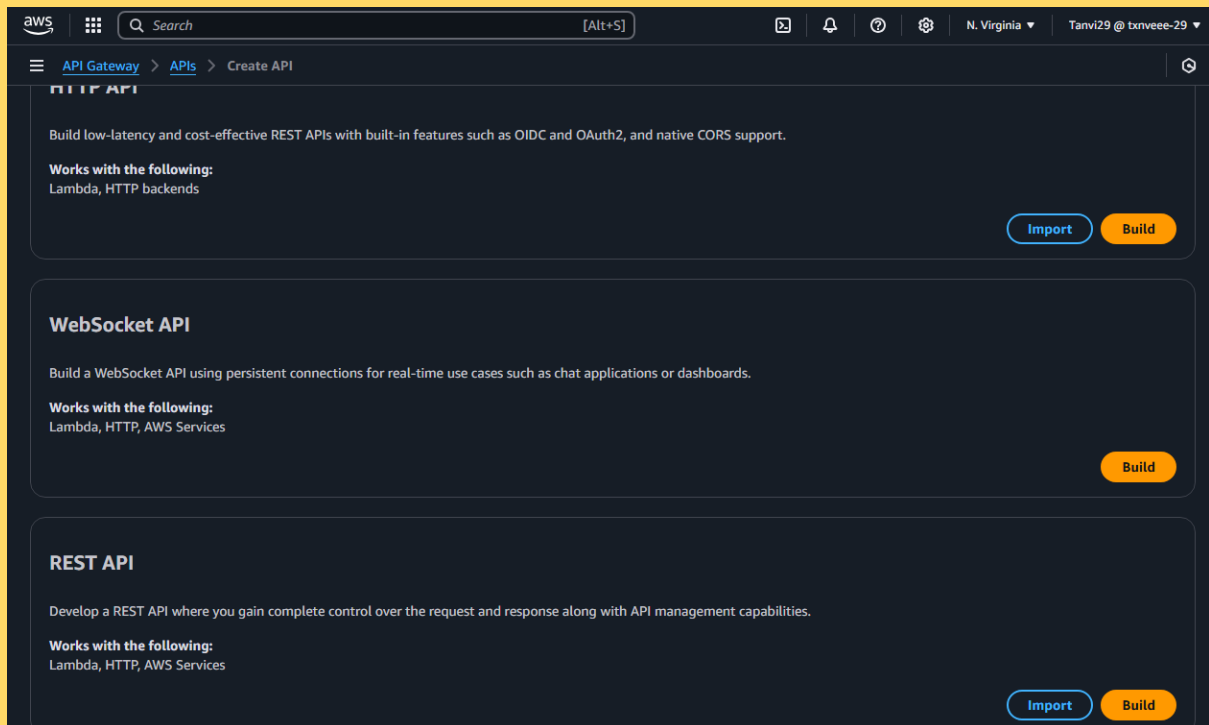 aws
Search [Alt+S] N. Virginia ▼ Tanvi29 @ txnveee-29 ▼
API Gateway > APIs > Create API
HTTP API
Build low-latency and cost-effective REST APIs with built-in features such as OIDC and OAuth2, and native CORS support.
Works with the following:
Lambda, HTTP backends
Import Build
WebSocket API
Build a WebSocket API using persistent connections for real-time use cases such as chat applications or dashboards.
Works with the following:
Lambda, HTTP, AWS Services
Build
REST API
Develop a REST API where you gain complete control over the request and response along with API management capabilities.
Works with the following:
Lambda, HTTP, AWS Services
Import Build